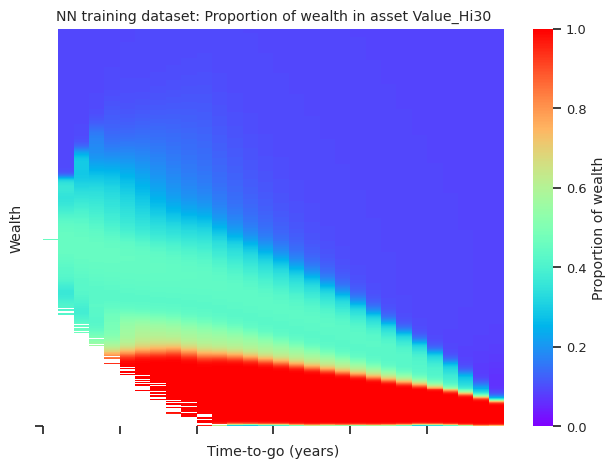 NN training dataset: Proportion of wealth in asset Value_Hi30
Wealth
Time-to-go (years)
1.0
0.8
0.6
0.4
0.2
0.0
Proportion of wealth